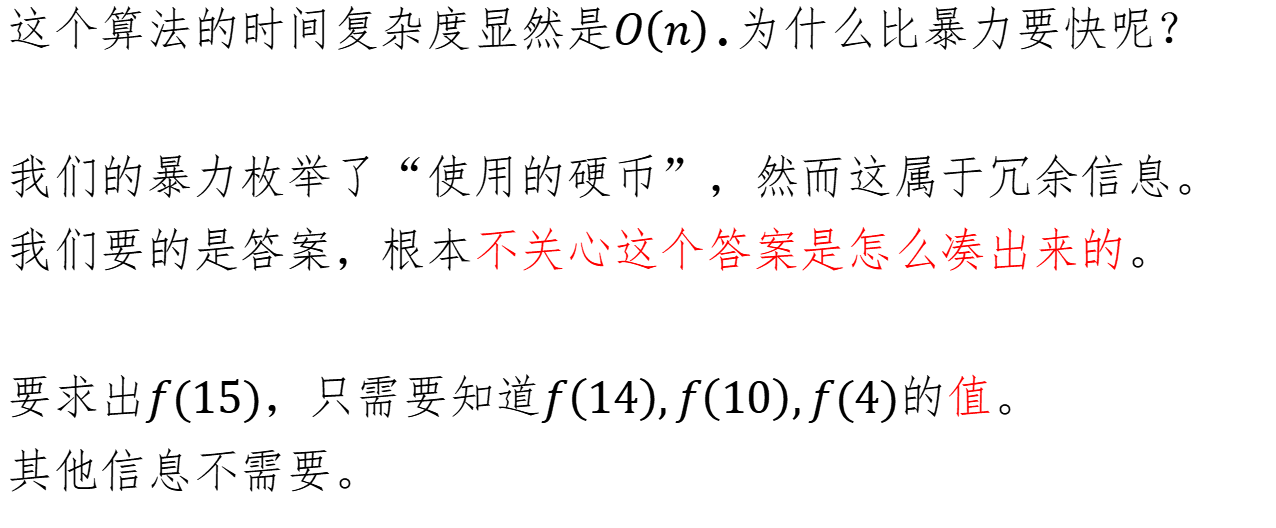 这个算法的时间复杂度显然是O(n).为什么比暴力要快呢？
我们的暴力枚举了“使用的硬币”，然而这属于冗余信息。
我们要的是答案，根本不关心这个答案是怎么凑出来的。
要求出f(15)，只需要知道f(14),f(10),f(4)的值。
其他信息不需要。